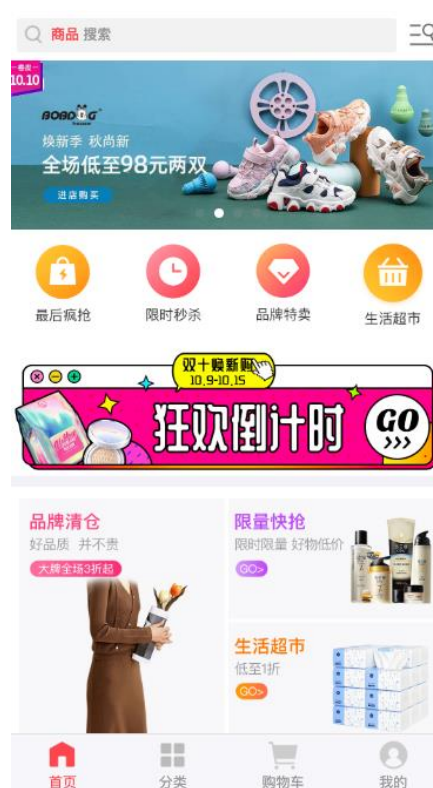 商品 搜索
10.10
BOBDOG
焕新季 秋尚新
全场低至98元两双
进店购买
最后疯抢
限时秒杀
品牌特卖
生活超市
双十焕新购
10.9-10.15
狂欢倒计时
GO
品牌清仓
好品质 并不贵
大牌全场3折起
限量快抢
限时限量 好物低价
GO>
生活超市
低至1折
GO>
首页
分类
购物车
我的